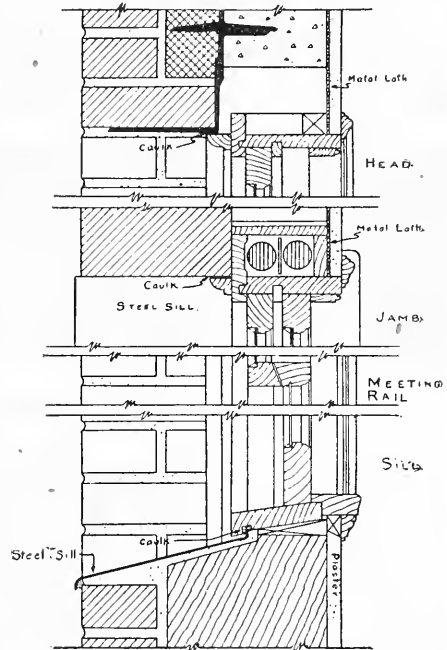 Metal Lath
Caulk
HEAD.
Metal Lath
Caulk
STEEL SILL.
JAMB
MEETING
RAIL
SILL
Caulk
Steel Sill
Plaster